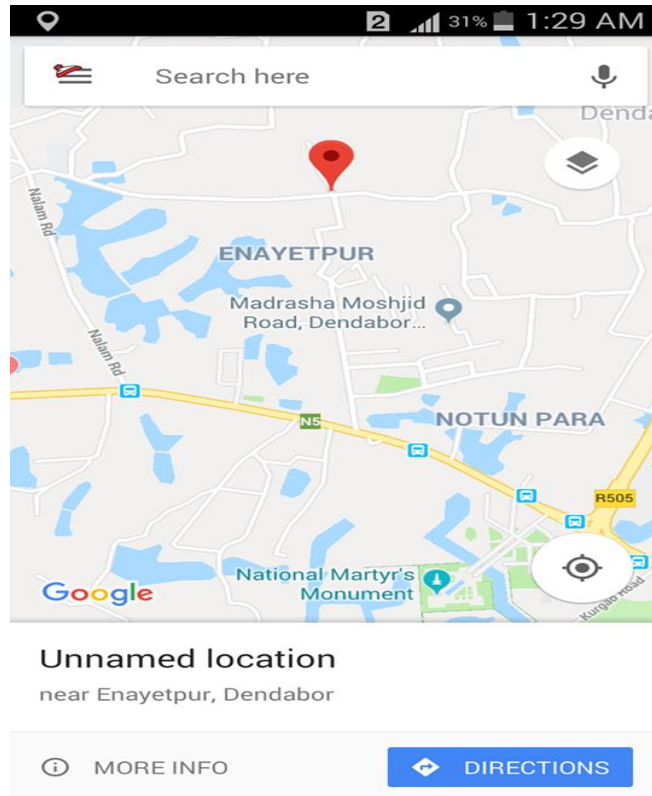 2 31% 1:29 AM
Search here
Denda
Nalam Rd
ENAYETPUR
Madrasha Moshjid
Road, Dendabor...
Nalam Rd
N5
NOTUN PARA
R505
National Martyr's
Monument
Google
Kurgab Road
Unnamed location
near Enayetpur, Dendabor
MORE INFO DIRECTIONS